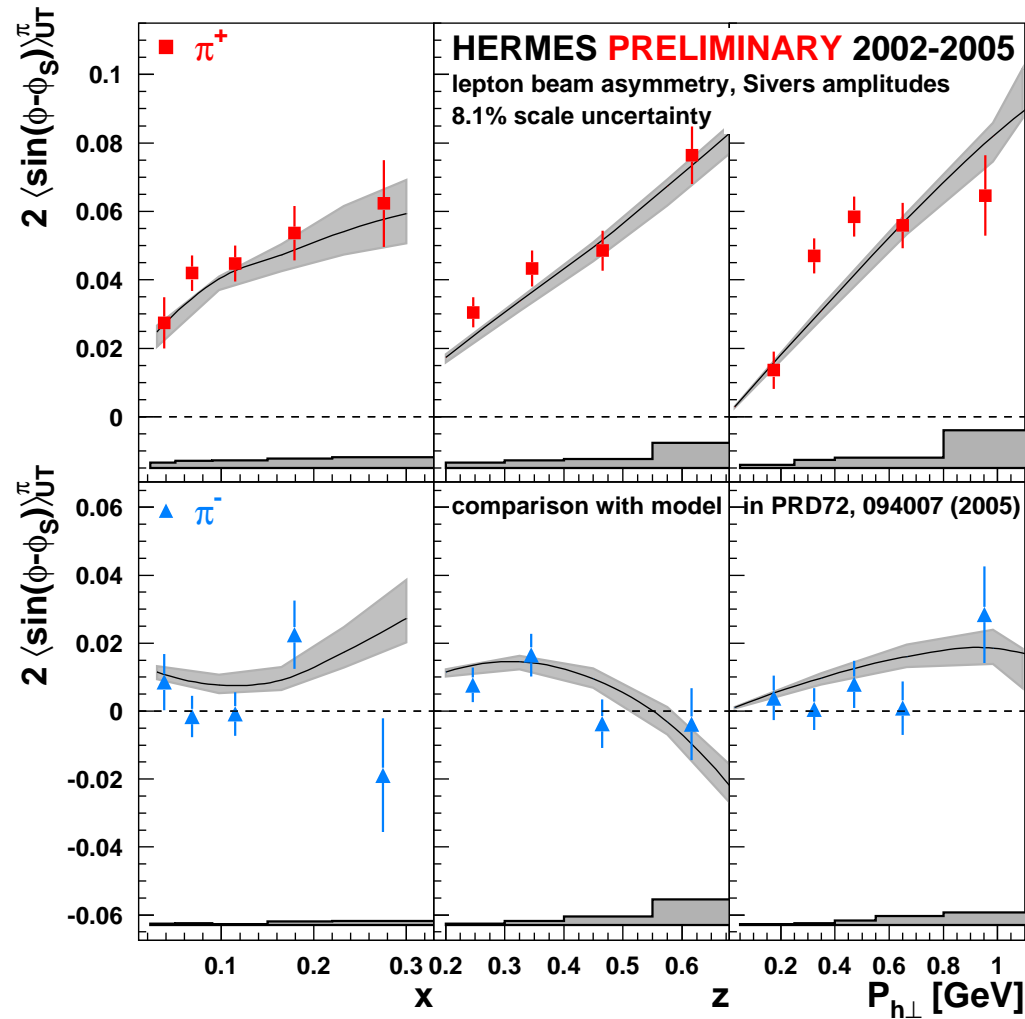 2 ⟨sin(ϕ-ϕS)⟩πUT
π+
HERMES PRELIMINARY 2002-2005
lepton beam asymmetry, Sivers amplitudes
8.1% scale uncertainty
0.1
0.08
0.06
0.04
0.02
0
2 ⟨sin(ϕ-ϕS)⟩πUT
π-
comparison with model
in PRD72, 094007 (2005)
0.06
0.04
0.02
0
-0.02
-0.04
-0.06
0.1 0.2 0.3
0.2 0.3 0.4 0.5 0.6
0.2 0.4 0.6 0.8 1
x
z
Ph⊥ [GeV]